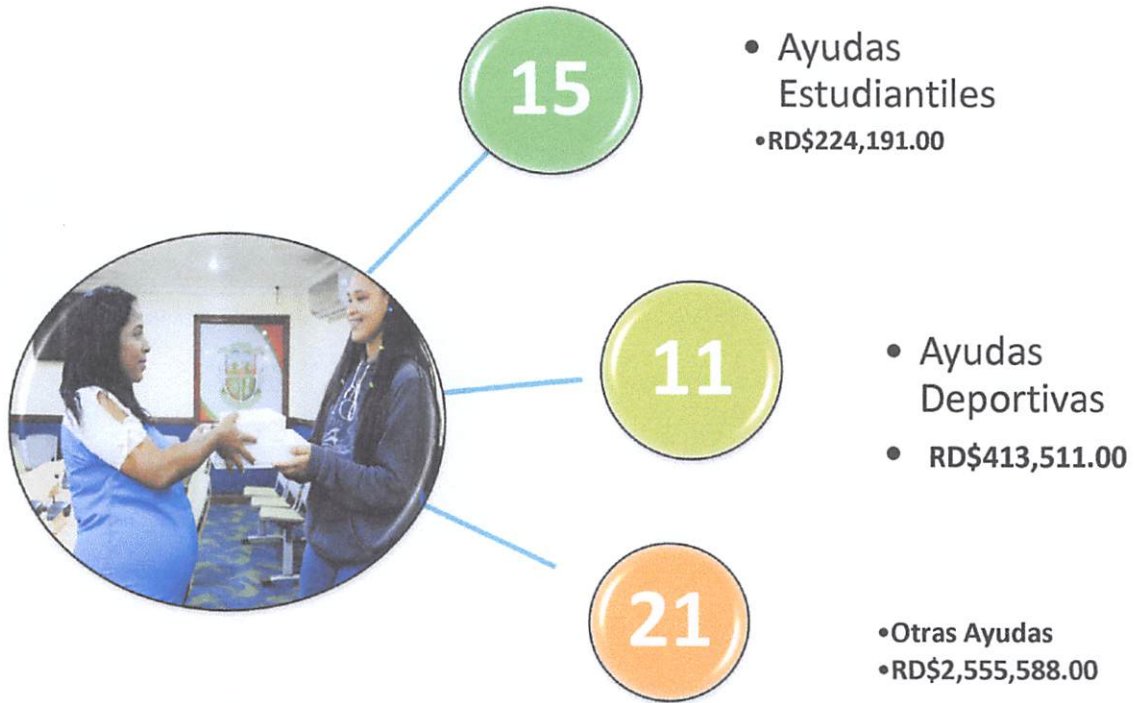 15
• Ayudas
Estudiantiles
•RD$224,191.00
11
• Ayudas
Deportivas
• RD$413,511.00
21
•Otras Ayudas
•RD$2,555,588.00